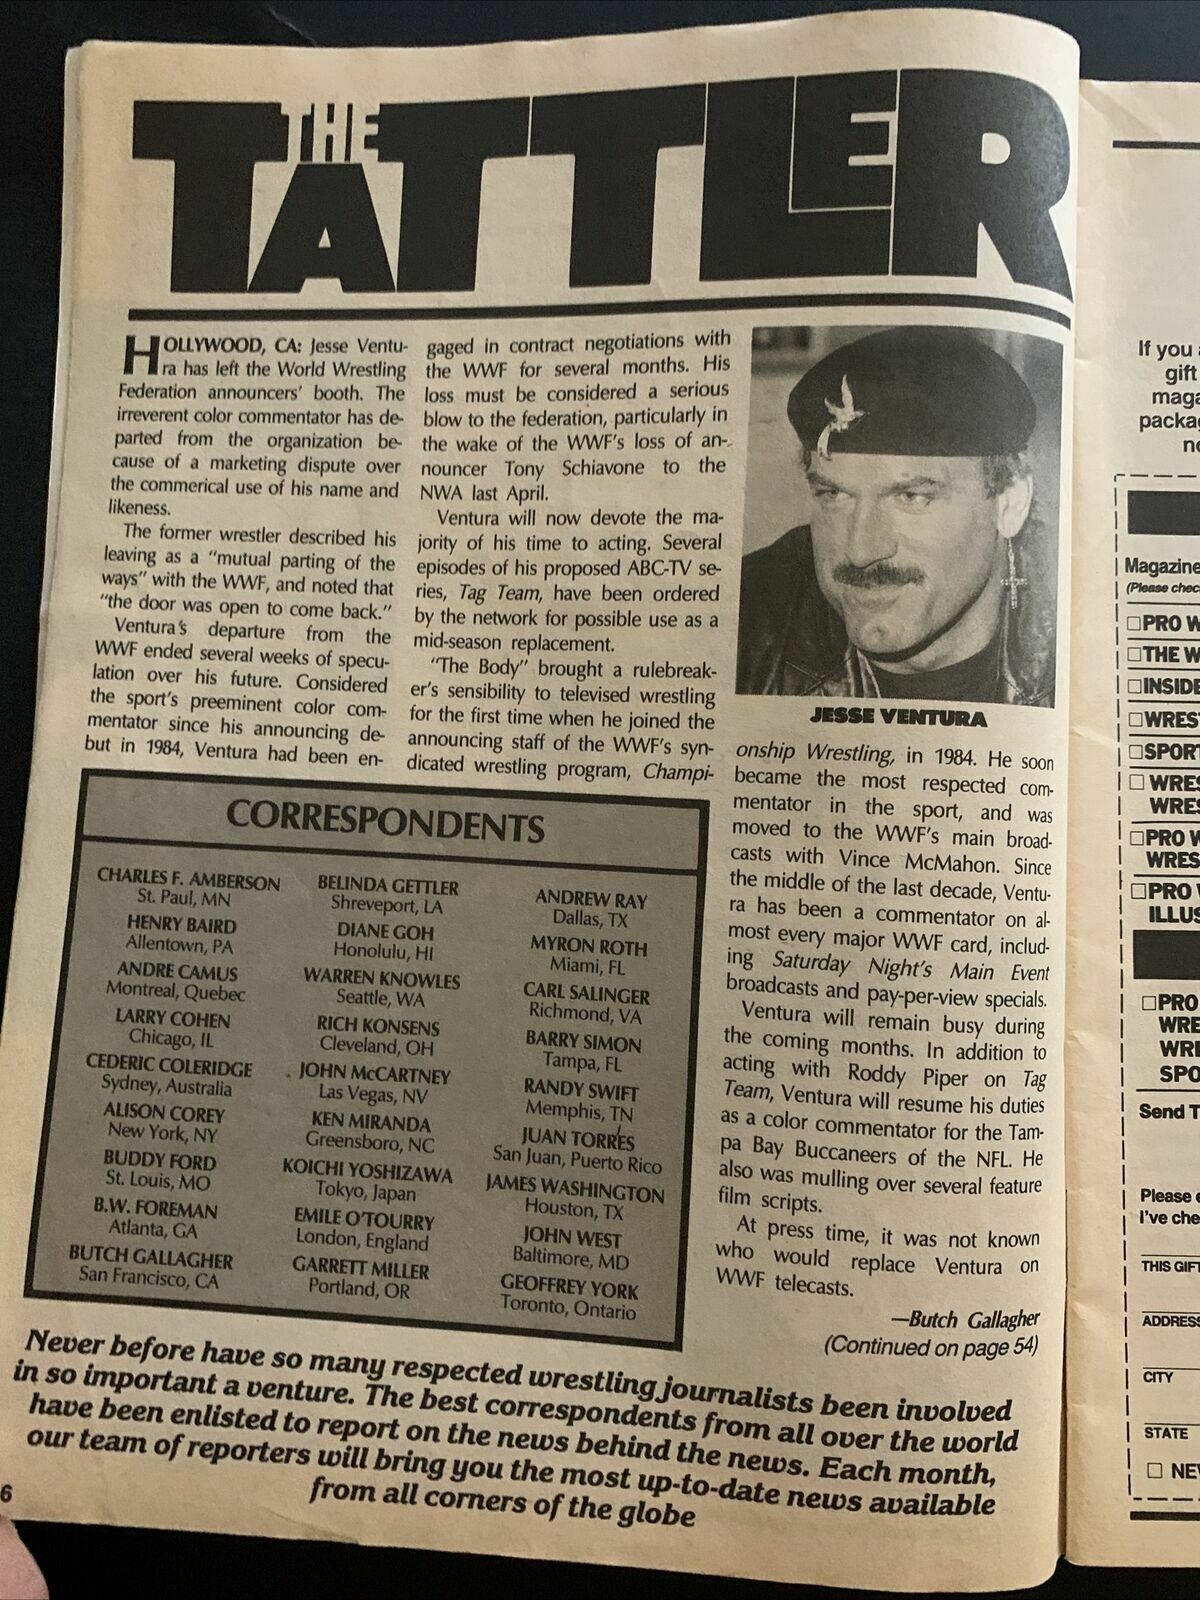 THE
TATTLER
HOLLYWOOD, CA: Jesse Ventu-
ra has left the World Wrestling
Federation announcers' booth. The
irreverent color commentator has de-
parted from the organization be-
cause of a marketing dispute over
the commerical use of his name and
likeness.
The former wrestler described his
leaving as a "mutual parting of the
ways" with the WWF, and noted that
"the door was open to come back."
Ventura's departure from the
WWF ended several weeks of specu-
lation over his future. Considered
the sport's preeminent color com-
mentator since his announcing de-
but in 1984, Ventura had been en-
gaged in contract negotiations with
the WWF for several months. His
loss must be considered a serious
blow to the federation, particularly in
the wake of the WWF's loss of an-
nouncer Tony Schiavone to the
NWA last April.
Ventura will now devote the ma-
jority of his time to acting. Several
episodes of his proposed ABC-TV se-
ries, Tag Team, have been ordered
by the network for possible use as a
mid-season replacement.
"The Body" brought a rulebreak-
er's sensibility to televised wrestling
for the first time when he joined the
announcing staff of the WWF's syn-
dicated wrestling program, Champi-
JESSE VENTURA
onship Wrestling, in 1984. He soon
became the most respected com-
mentator in the sport, and was
moved to the WWF's main broad-
casts with Vince McMahon. Since
the middle of the last decade, Ventu-
ra has been a commentator on al-
most every major WWF card, includ-
ing Saturday Night's Main Event
broadcasts and pay-per-view specials.
Ventura will remain busy during
the coming months. In addition to
acting with Roddy Piper on Tag
Team, Ventura will resume his duties
as a color commentator for the Tam-
pa Bay Buccaneers of the NFL. He
also was mulling over several feature
film scripts.
At press time, it was not known
who would replace Ventura on
WWF telecasts.
—Butch Gallagher
(Continued on page 54)
CORRESPONDENTS
CHARLES F. AMBERSON
St. Paul, MN
HENRY BAIRD
Allentown, PA
ANDRE CAMUS
Montreal, Quebec
LARRY COHEN
Chicago, IL
CEDERIC COLERIDGE
Sydney, Australia
ALISON COREY
New York, NY
BUDDY FORD
St. Louis, MO
B.W. FOREMAN
Atlanta, GA
BUTCH GALLAGHER
San Francisco, CA
BELINDA GETTLER
Shreveport, LA
DIANE GOH
Honolulu, HI
WARREN KNOWLES
Seattle, WA
RICH KONSENS
Cleveland, OH
JOHN McCARTNEY
Las Vegas, NV
KEN MIRANDA
Greensboro, NC
KOICHI YOSHIZAWA
Tokyo, Japan
EMILE O'TOURRY
London, England
GARRETT MILLER
Portland, OR
ANDREW RAY
Dallas, TX
MYRON ROTH
Miami, FL
CARL SALINGER
Richmond, VA
BARRY SIMON
Tampa, FL
RANDY SWIFT
Memphis, TN
JUAN TORRES
San Juan, Puerto Rico
JAMES WASHINGTON
Houston, TX
JOHN WEST
Baltimore, MD
GEOFFREY YORK
Toronto, Ontario
Never before have so many respected wrestling journalists been involved
in so important a venture. The best correspondents from all over the world
have been enlisted to report on the news behind the news. Each month,
our team of reporters will bring you the most up-to-date news available
from all corners of the globe
6
If you
gift
maga
packag
Magazine
(Please chec
PRO W
THE W
INSIDE
WRES
SPORT
WRES
WRES
PRO W
WRES
PRO
ILLUS
PRO
WRE
WRE
SPO
Send T
Please e
I've che
THIS GIFT
ADDRESS
CITY
STATE
NEW